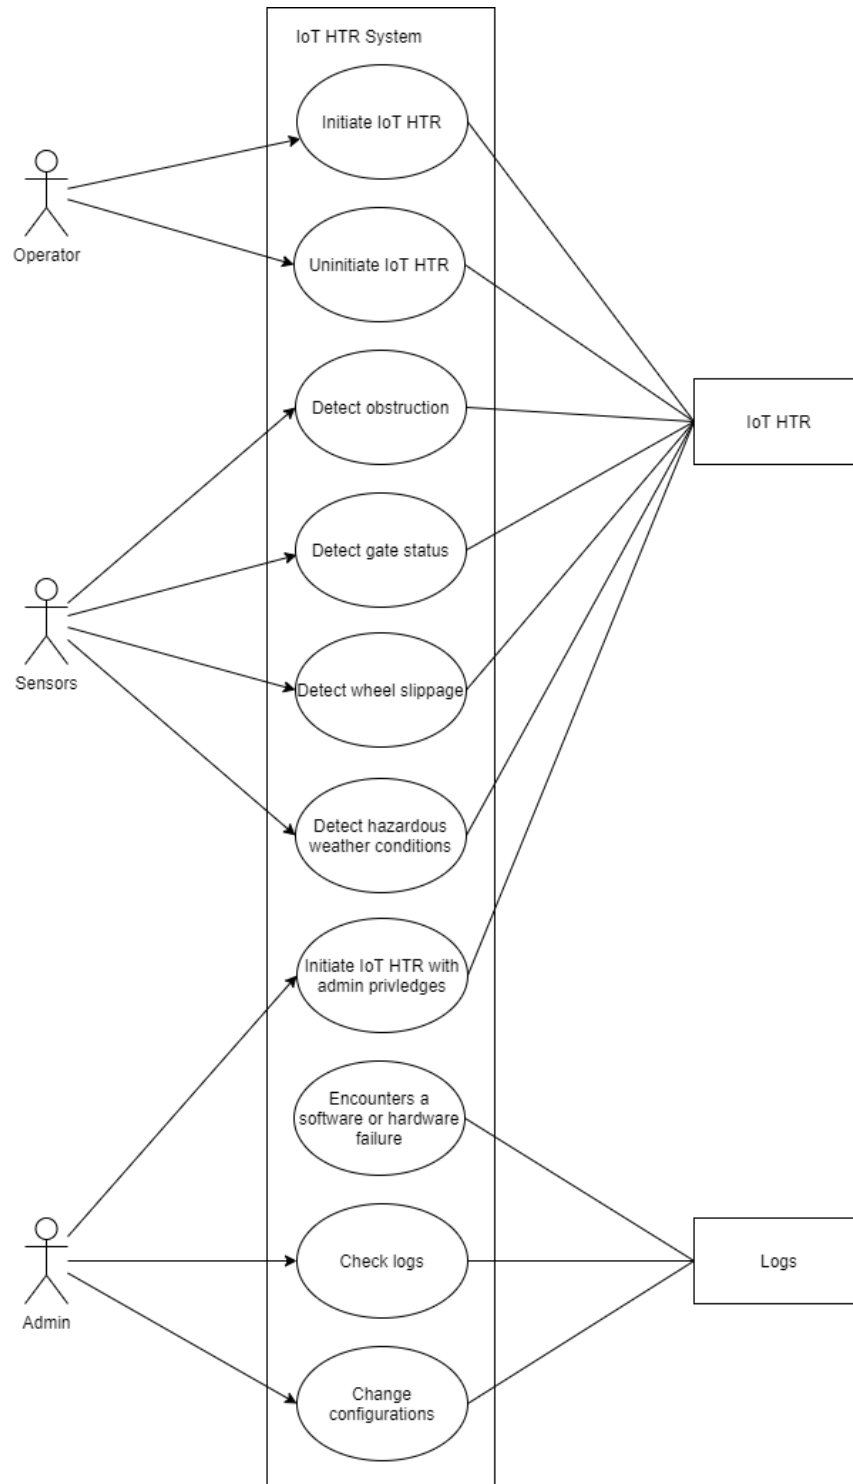 IoT HTR System
Initiate IoT HTR
Operator
Uninitiate IoT HTR
Detect obstruction
IoT HTR
Detect gate status
Sensors
Detect wheel slippage
Detect hazardous
weather conditions
Initiate IoT HTR with
admin privledges
Encounters a
software or hardware
failure
Admin
Check logs
Logs
Change
configurations